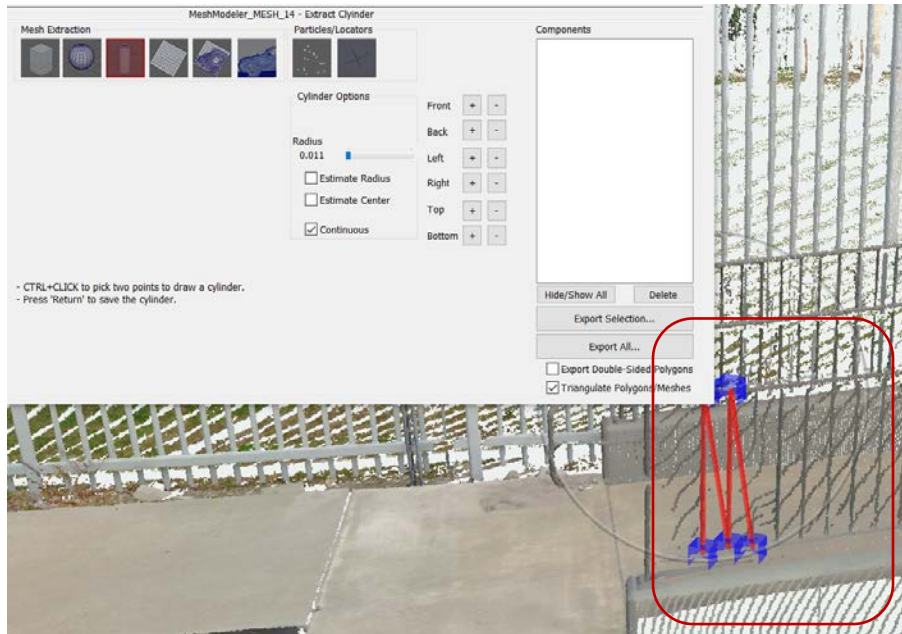 MeshModeler_MESH_14 - Extract Clyinder
Mesh Extraction
Particles/Locators
Components
Cylinder Options
Radius
0.011
Estimate Radius
Estimate Center
Continuous
Front + -
Back + -
Left + -
Right + -
Top + -
Bottom + -
- CTRL+CLICK to pick two points to draw a cylinder.
- Press 'Return' to save the cylinder.
Hide/Show All
Delete
Export Selection...
Export All...
Export Double-Sided Polygons
Triangulate Polygons/Meshes